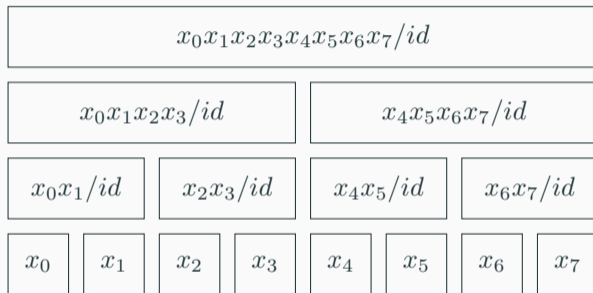 x₀x₁x₂x₃x₄x₅x₆x₇/id
x₀x₁x₂x₃/id x₄x₅x₆x₇/id
x₀x₁/id x₂x₃/id x₄x₅/id x₆x₇/id
x₀ x₁ x₂ x₃ x₄ x₅ x₆ x₇